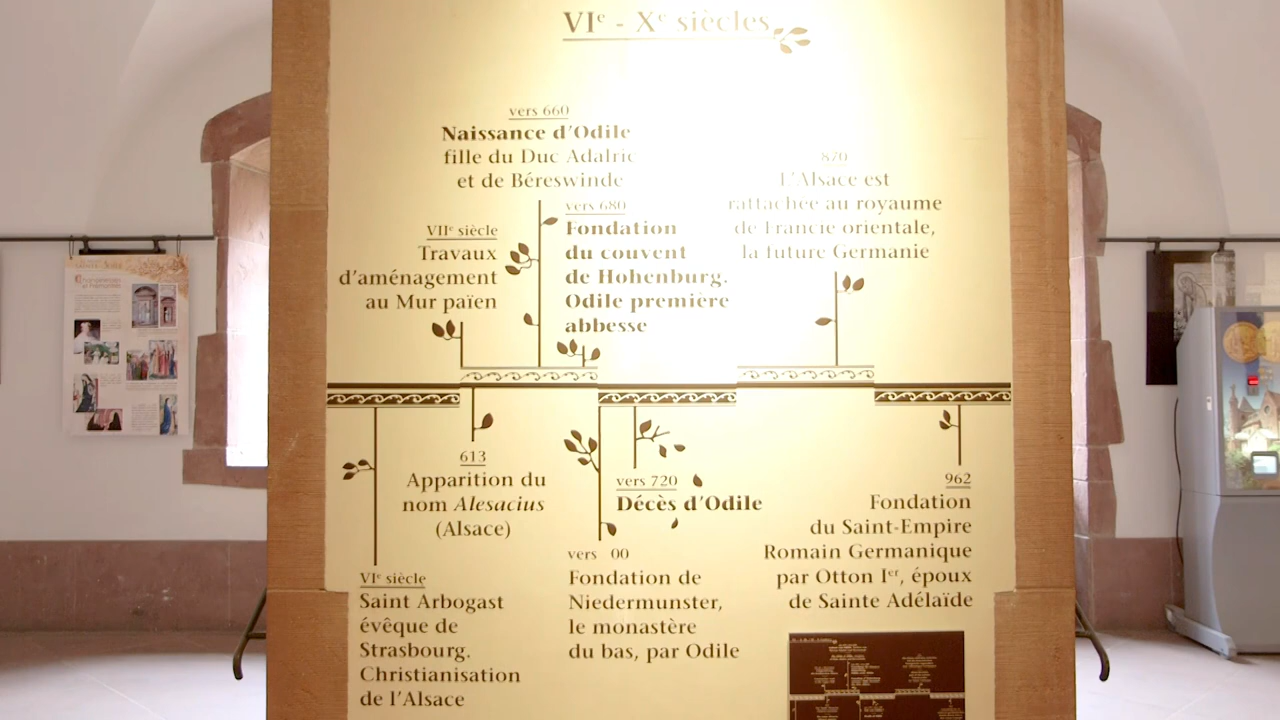 VIe - Xe siècles
vers 660
Naissance d'Odile
fille du Duc Adalric
et de Béreswinde
VIIe siècle
Travaux
d'aménagement
au Mur païen
vers 680
Fondation
du couvent
de Hohenburg.
Odile première
abbesse
870
L'Alsace est
rattachée au royaume
de Francie orientale,
la future Germanie
VIe siècle
Saint Arbogast
évêque de
Strasbourg.
Christianisation
de l'Alsace
613
Apparition du
nom Alesacius
(Alsace)
vers 00
Fondation de
Niedermunster,
le monastère
du bas, par Odile
vers 720
Décès d'Odile
962
Fondation
du Saint-Empire
Romain Germanique
par Otton Ier, époux
de Sainte Adélaïde